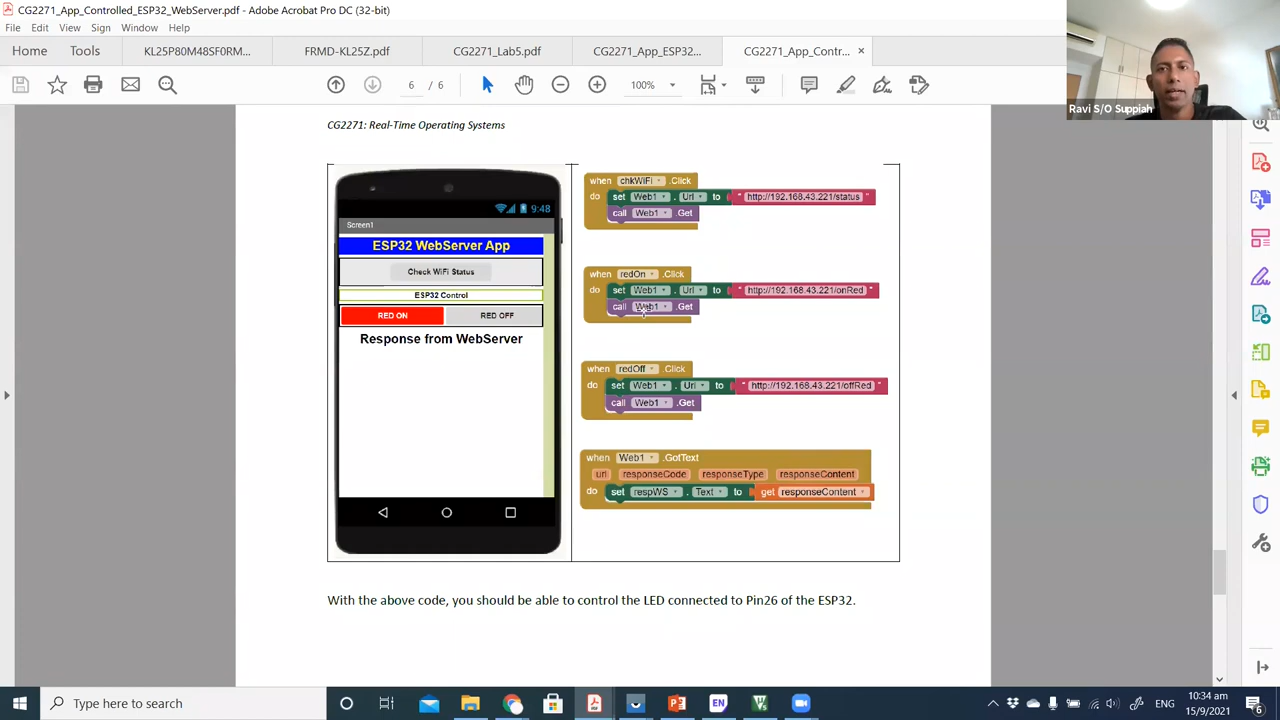 CG2271_App_Controlled_ESP32_WebServer.pdf - Adobe Acrobat Pro DC (32-bit)
File Edit View Sign Window Help
Home Tools KL25P80M48SF0RM... FRMD-KL25Z.pdf CG2271_Lab5.pdf CG2271_App_ESP32... CG2271_App_Contr... ×
6 / 6 100%
Ravi S/O Suppiah
CG2271: Real-Time Operating Systems
9:48
Screen1
ESP32 WebServer App
Check WiFi Status
ESP32 Control
RED ON RED OFF
Response from WebServer
when chkWiFi .Click
do set Web1 . Url to " http://192.168.43.221/status "
call Web1 .Get
when redOn .Click
do set Web1 . Url to " http://192.168.43.221/onRed "
call Web1 .Get
when redOff .Click
do set Web1 . Url to " http://192.168.43.221/offRed "
call Web1 .Get
when Web1 .GotText
url responseCode responseType responseContent
do set respWS . Text to get responseContent
With the above code, you should be able to control the LED connected to Pin26 of the ESP32.
Type here to search
EN
10:34 am
15/9/2021
6